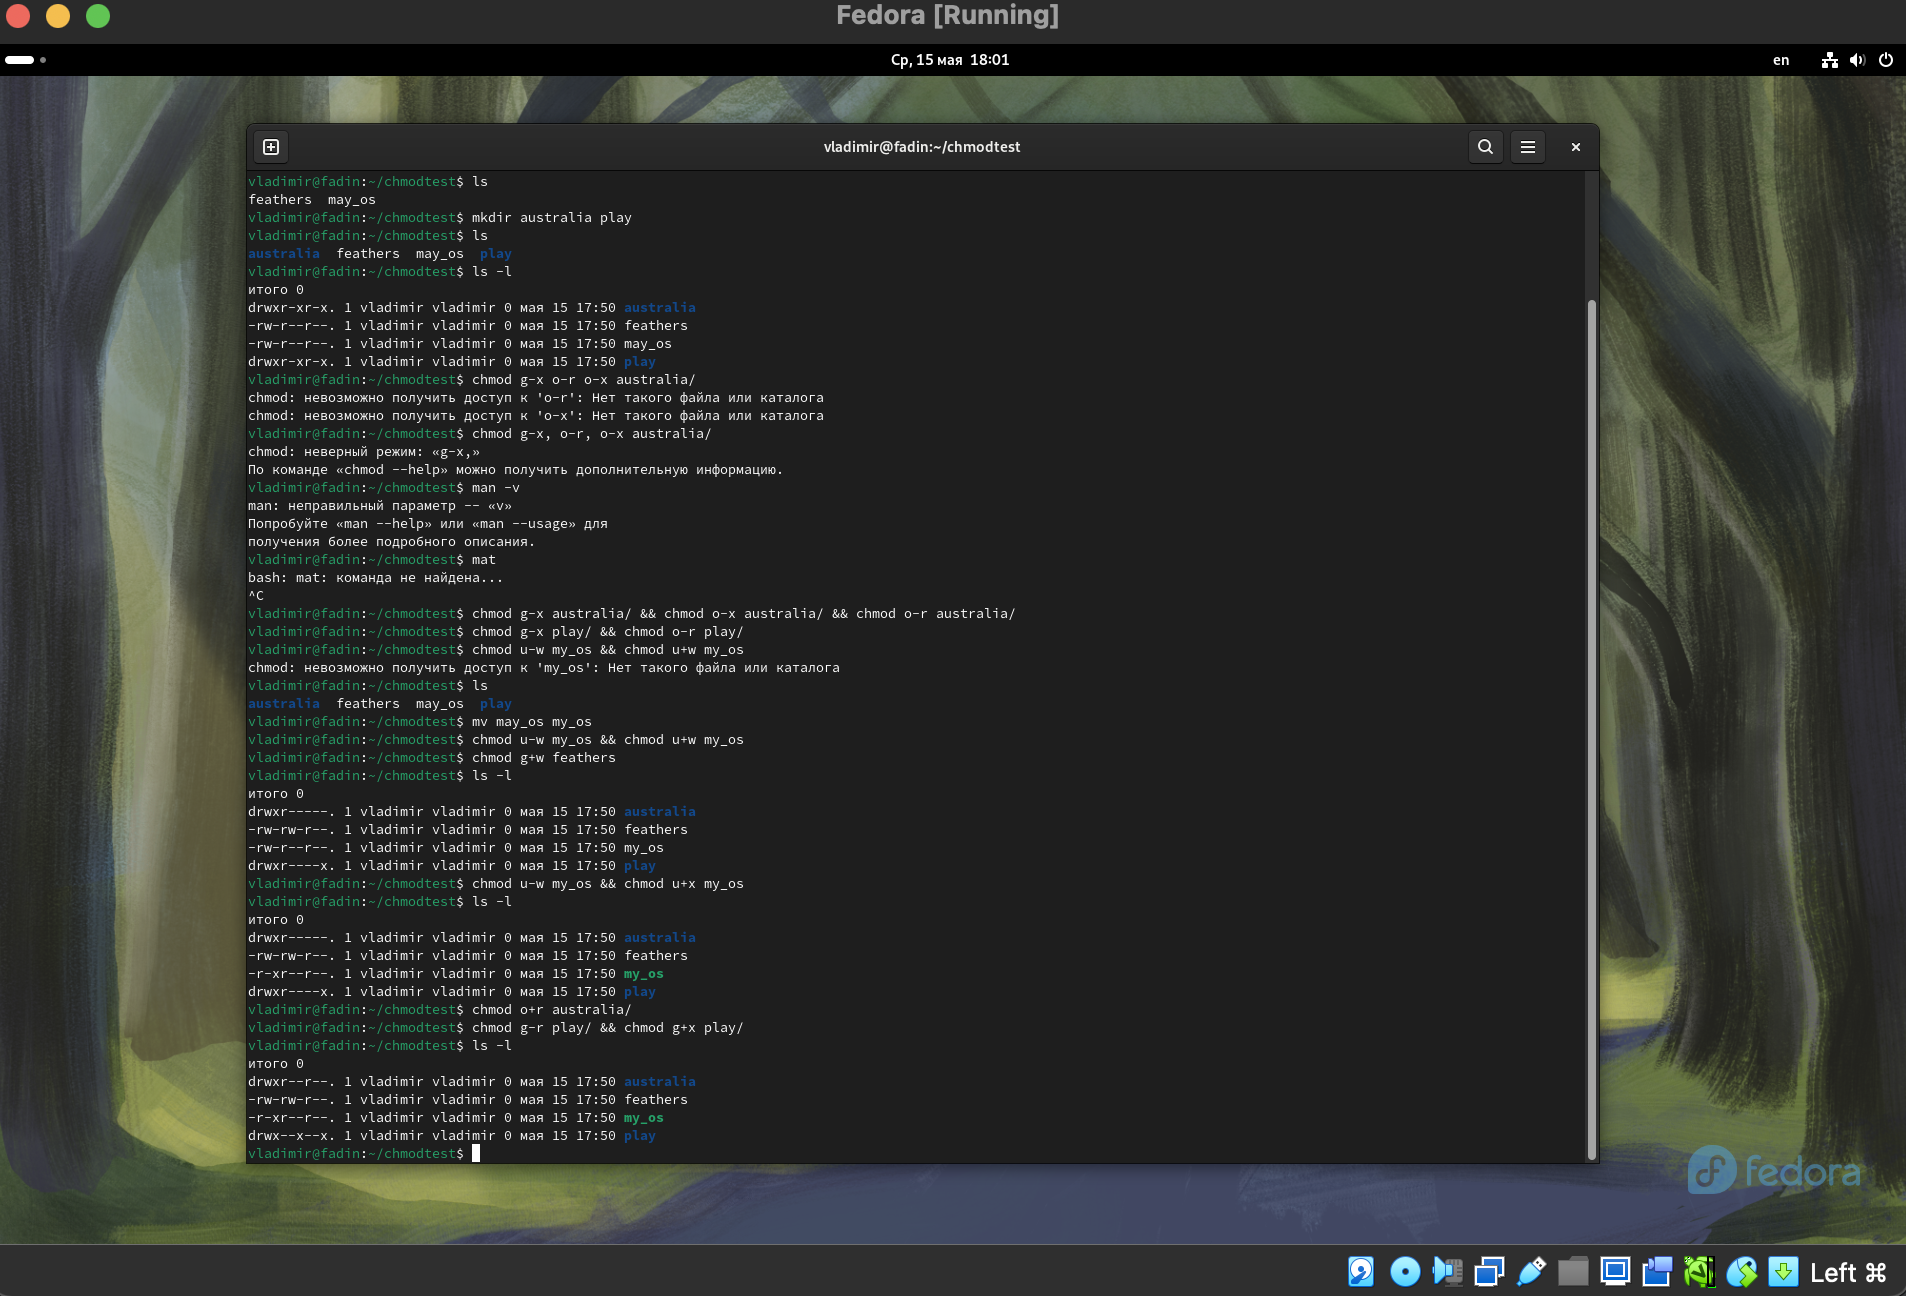 Fedora [Running]
Ср, 15 мая 18:01
en
vladimir@fadin:~/chmodtest
vladimir@fadin:~/chmodtest$ ls
feathers  may_os
vladimir@fadin:~/chmodtest$ mkdir australia play
vladimir@fadin:~/chmodtest$ ls
australia  feathers  may_os  play
vladimir@fadin:~/chmodtest$ ls -l
итого 0
drwxr-xr-x. 1 vladimir vladimir 0 мая 15 17:50 australia
-rw-r--r--. 1 vladimir vladimir 0 мая 15 17:50 feathers
-rw-r--r--. 1 vladimir vladimir 0 мая 15 17:50 may_os
drwxr-xr-x. 1 vladimir vladimir 0 мая 15 17:50 play
vladimir@fadin:~/chmodtest$ chmod g-x o-r o-x australia/
chmod: невозможно получить доступ к 'o-r': Нет такого файла или каталога
chmod: невозможно получить доступ к 'o-x': Нет такого файла или каталога
vladimir@fadin:~/chmodtest$ chmod g-x, o-r, o-x australia/
chmod: неверный режим: «g-x,»
По команде «chmod --help» можно получить дополнительную информацию.
vladimir@fadin:~/chmodtest$ man -v
man: неправильный параметр -- «v»
Попробуйте «man --help» или «man --usage» для
получения более подробного описания.
vladimir@fadin:~/chmodtest$ mat
bash: mat: команда не найдена...
^C
vladimir@fadin:~/chmodtest$ chmod g-x australia/ && chmod o-x australia/ && chmod o-r australia/
vladimir@fadin:~/chmodtest$ chmod g-x play/ && chmod o-r play/
vladimir@fadin:~/chmodtest$ chmod u-w my_os && chmod u+w my_os
chmod: невозможно получить доступ к 'my_os': Нет такого файла или каталога
vladimir@fadin:~/chmodtest$ ls
australia  feathers  may_os  play
vladimir@fadin:~/chmodtest$ mv may_os my_os
vladimir@fadin:~/chmodtest$ chmod u-w my_os && chmod u+w my_os
vladimir@fadin:~/chmodtest$ chmod g+w feathers
vladimir@fadin:~/chmodtest$ ls -l
итого 0
drwxr-----. 1 vladimir vladimir 0 мая 15 17:50 australia
-rw-rw-r--. 1 vladimir vladimir 0 мая 15 17:50 feathers
-rw-r--r--. 1 vladimir vladimir 0 мая 15 17:50 my_os
drwxr----x. 1 vladimir vladimir 0 мая 15 17:50 play
vladimir@fadin:~/chmodtest$ chmod u-w my_os && chmod u+x my_os
vladimir@fadin:~/chmodtest$ ls -l
итого 0
drwxr-----. 1 vladimir vladimir 0 мая 15 17:50 australia
-rw-rw-r--. 1 vladimir vladimir 0 мая 15 17:50 feathers
-r-xr--r--. 1 vladimir vladimir 0 мая 15 17:50 my_os
drwxr----x. 1 vladimir vladimir 0 мая 15 17:50 play
vladimir@fadin:~/chmodtest$ chmod o+r australia/
vladimir@fadin:~/chmodtest$ chmod g-r play/ && chmod g+x play/
vladimir@fadin:~/chmodtest$ ls -l
итого 0
drwxr--r--. 1 vladimir vladimir 0 мая 15 17:50 australia
-rw-rw-r--. 1 vladimir vladimir 0 мая 15 17:50 feathers
-r-xr--r--. 1 vladimir vladimir 0 мая 15 17:50 my_os
drwx--x--x. 1 vladimir vladimir 0 мая 15 17:50 play
vladimir@fadin:~/chmodtest$
fedora
Left ⌘